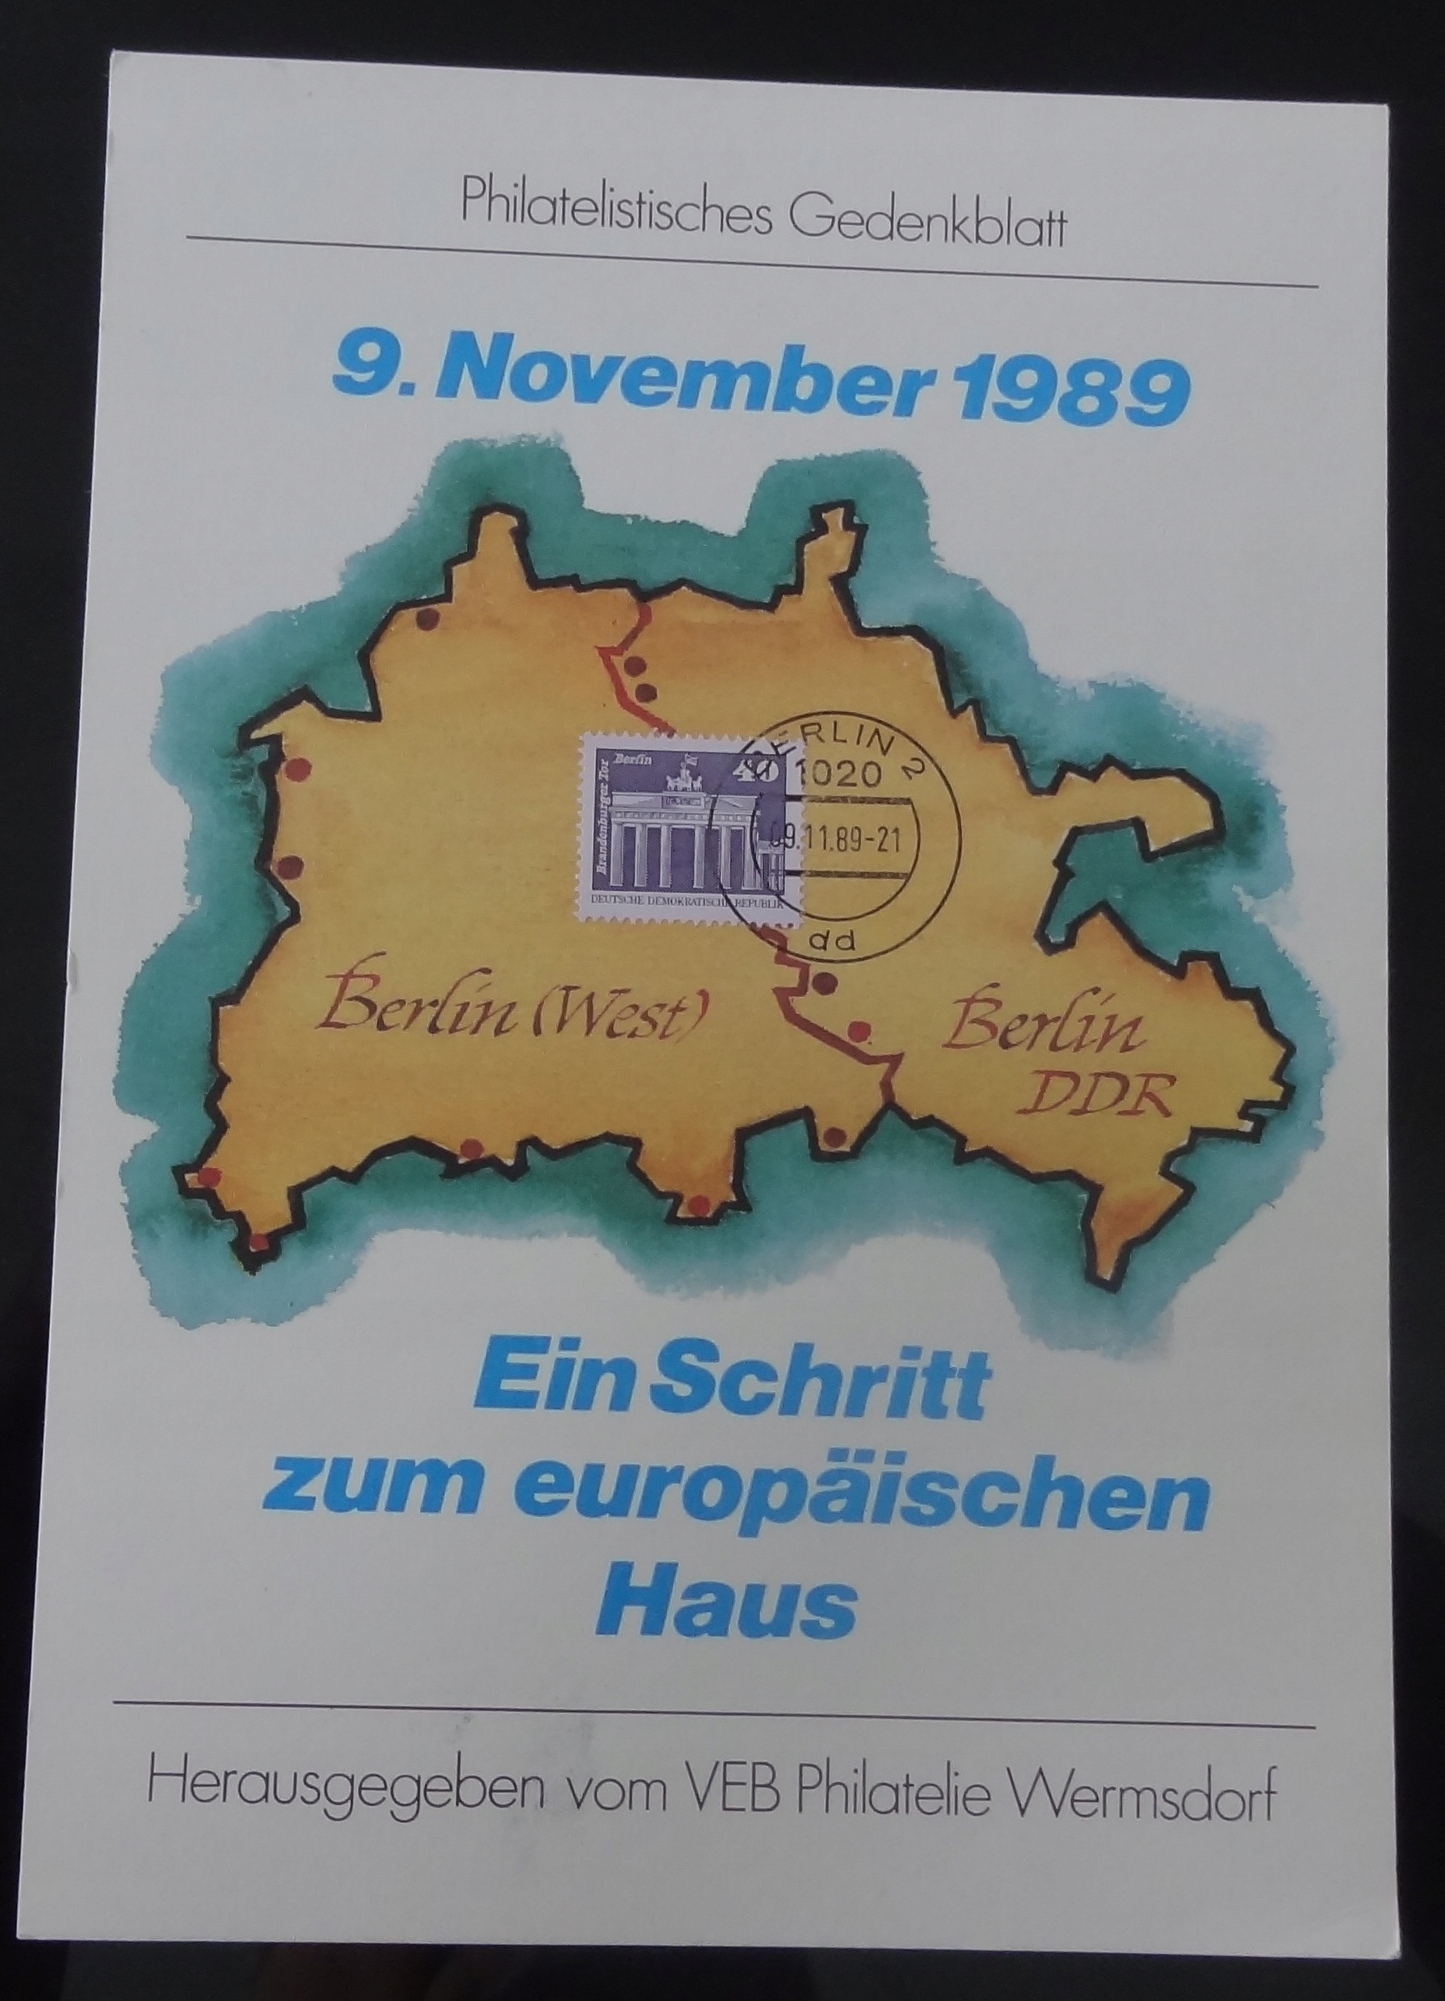 Philatelistisches Gedenkblatt
9. November 1989
Berlin
40
Brandenburger Tor
DEUTSCHE DEMOKRATISCHE REPUBLIK
BERLIN 2
1020
09.11.89-21
dd
Berlin (West)
Berlin
DDR
Ein Schritt
zum europäischen
Haus
Herausgegeben vom VEB Philatelie Wermsdorf